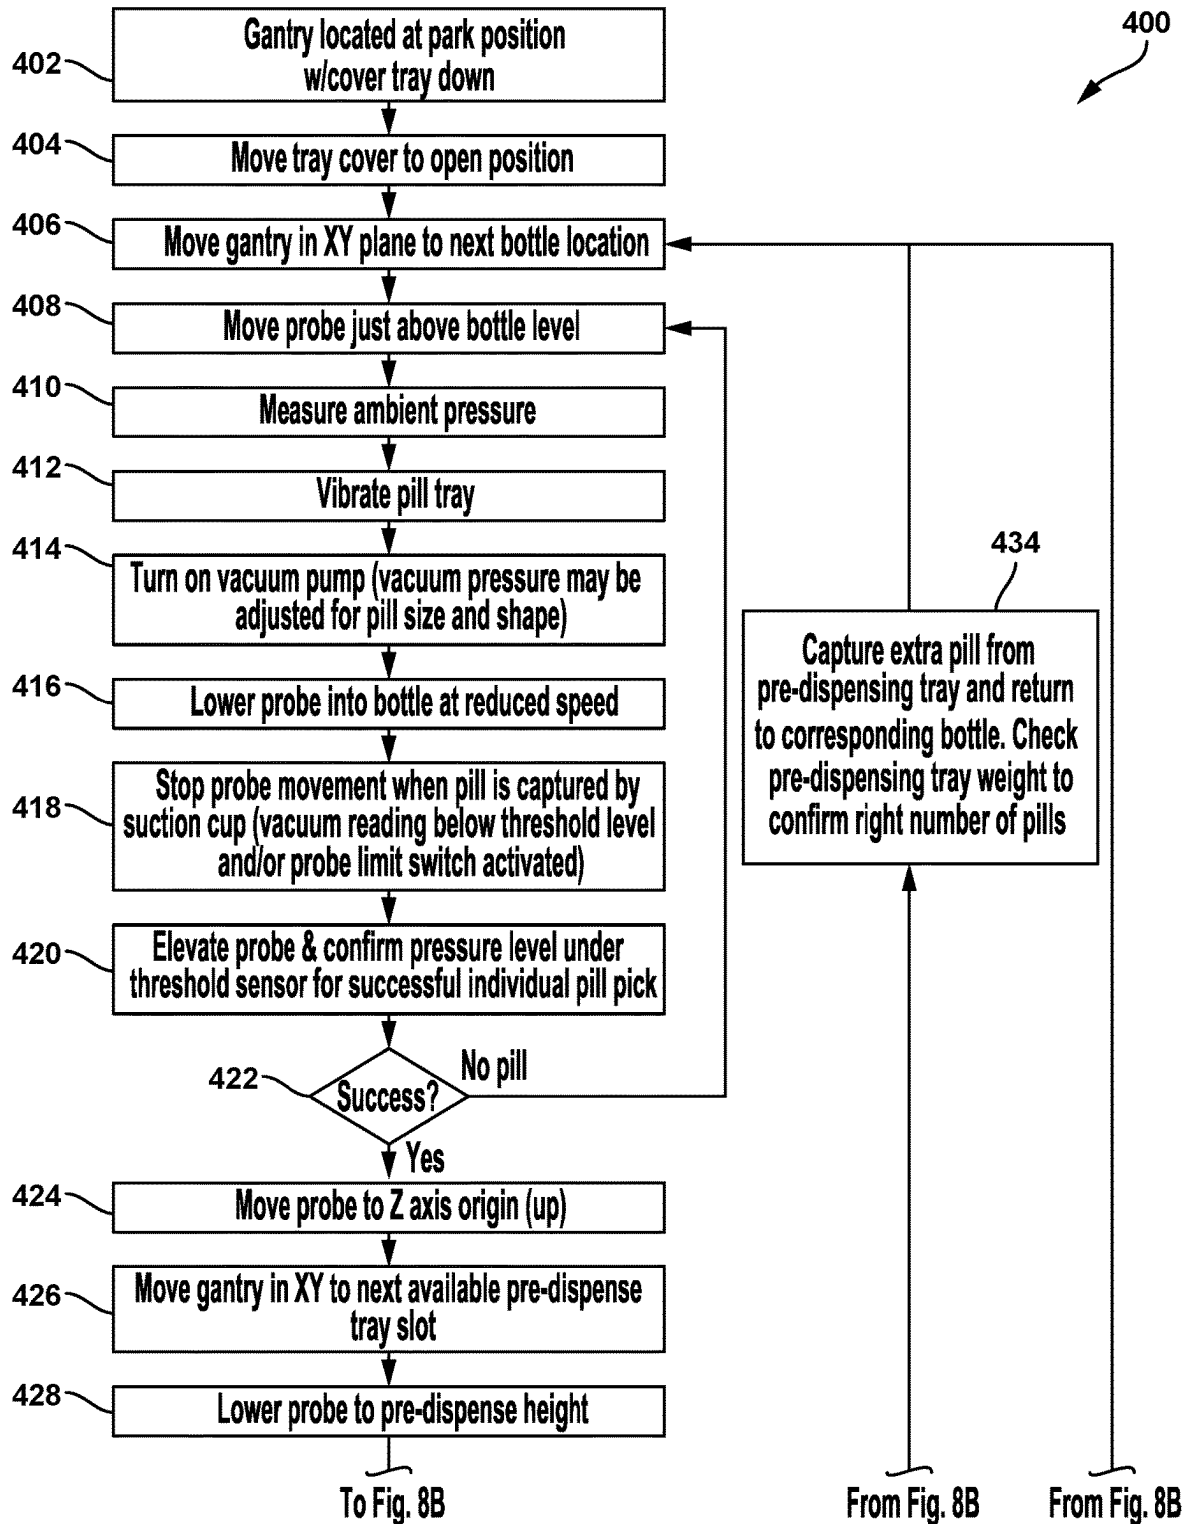 400
402
Gantry located at park position
w/cover tray down
404
Move tray cover to open position
406
Move gantry in XY plane to next bottle location
408
Move probe just above bottle level
410
Measure ambient pressure
412
Vibrate pill tray
414
Turn on vacuum pump (vacuum pressure may be
adjusted for pill size and shape)
416
Lower probe into bottle at reduced speed
418
Stop probe movement when pill is captured by
suction cup (vacuum reading below threshold level
and/or probe limit switch activated)
420
Elevate probe & confirm pressure level under
threshold sensor for successful individual pill pick
422
Success?
No pill
Yes
424
Move probe to Z axis origin (up)
426
Move gantry in XY to next available pre-dispense
tray slot
428
Lower probe to pre-dispense height
To Fig. 8B
434
Capture extra pill from
pre-dispensing tray and return
to corresponding bottle. Check
pre-dispensing tray weight to
confirm right number of pills
From Fig. 8B
From Fig. 8B